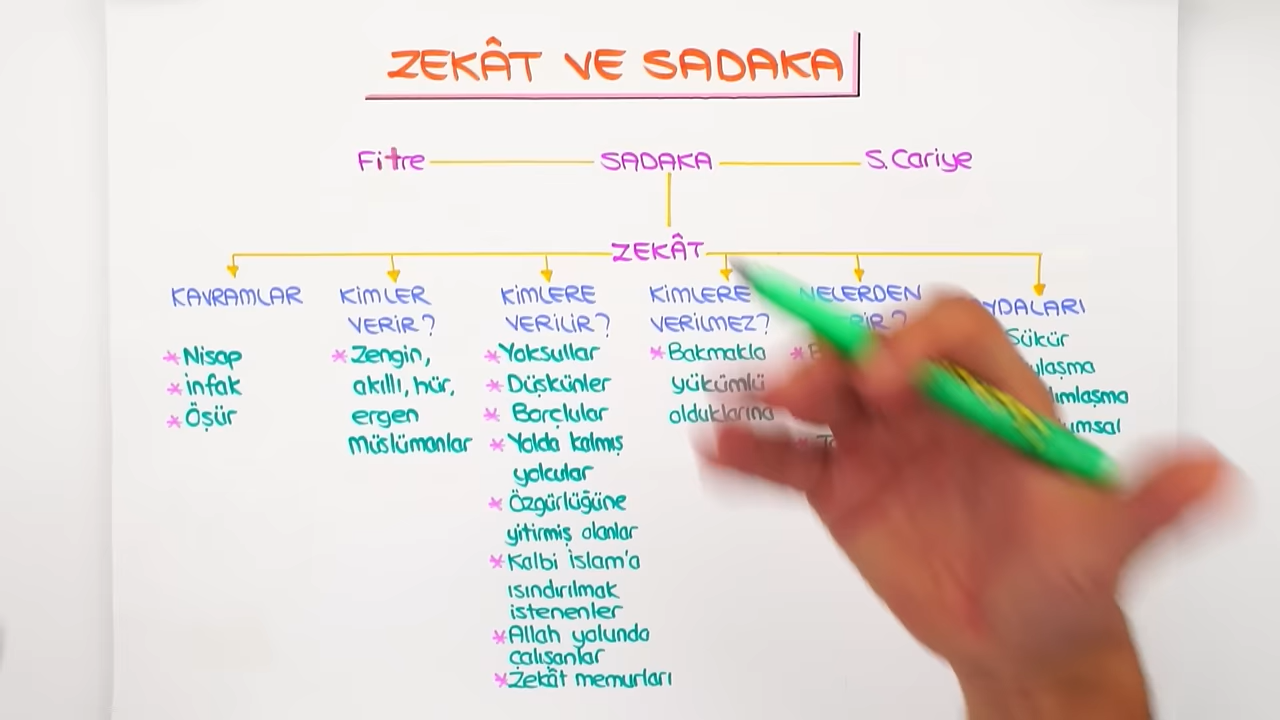 ZEKÂT VE SADAKA
Fitre SADAKA S.Cariye
ZEKÂT
KAVRAMLAR
* Nisap
* İnfak
* Öşür
KİMLER
VERİR?
* Zengin,
akıllı, hür,
ergen
Müslümanlar
KİMLERE
VERİLİR?
* Yoksullar
* Düşkünler
* Borçlular
* Yolda kalmış
yolcular
* Özgürlüğüne
yitirmiş olanlar
* Kalbi İslam'a
ısındırılmak
istenenler
* Allah yolunda
çalışanlar
* Zekât memurları
KİMLERE
VERİLMEZ?
* Bakmakla
yükümlü
olduklarına
NELERDEN
Şükür